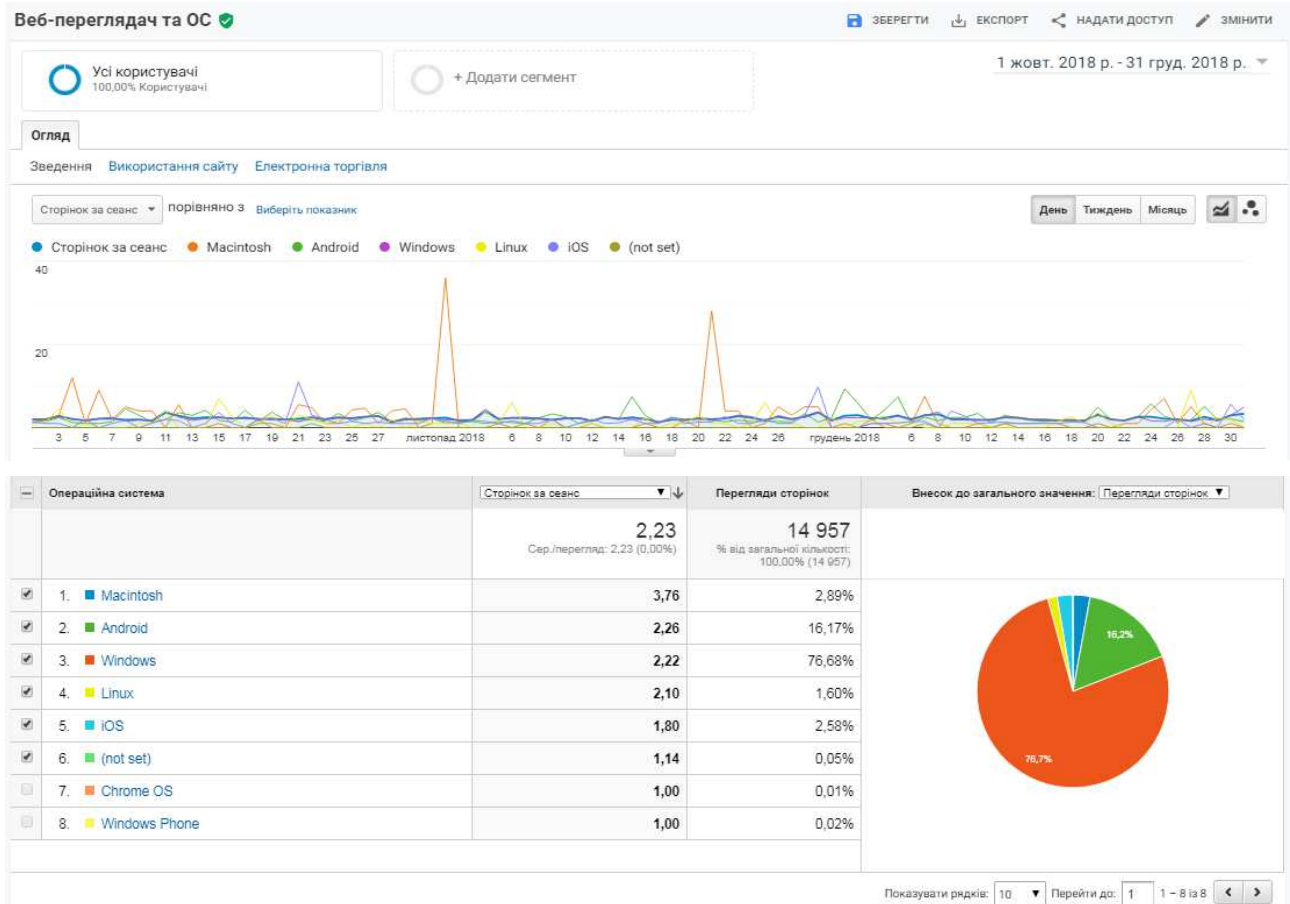 Веб-переглядач та ОС
ЗБЕРЕГТИ ЕКСПОРТ НАДАТИ ДОСТУП ЗМІНИТИ
Усі користувачі
100,00% Користувачі
+ Додати сегмент
1 жовт. 2018 р. - 31 груд. 2018 р.
Огляд
Зведення Використання сайту Електронна торгівля
Сторінок за сеанс порівняно з Виберіть показник
День Тиждень Місяць
Сторінок за сеанс Macintosh Android Windows Linux iOS (not set)
40
20
3 5 7 9 11 13 15 17 19 21 23 25 27 листопад 2018 6 8 10 12 14 16 18 20 22 24 26 грудень 2018 6 8 10 12 14 16 18 20 22 24 26 28 30
Операційна система Сторінок за сеанс Перегляди сторінок Внесок до загального значення: Перегляди сторінок
2,23 14 957
Сер./перегляд: 2,23 (0,00%) % від загальної кількості:
100,00% (14 957)
1. Macintosh 3,76 2,89%
2. Android 2,26 16,17%
3. Windows 2,22 76,68%
4. Linux 2,10 1,60%
5. iOS 1,80 2,58%
6. (not set) 1,14 0,05%
7. Chrome OS 1,00 0,01%
8. Windows Phone 1,00 0,02%
16,2%
76,7%
Показувати рядків: 10 Перейти до: 1 1 – 8 із 8